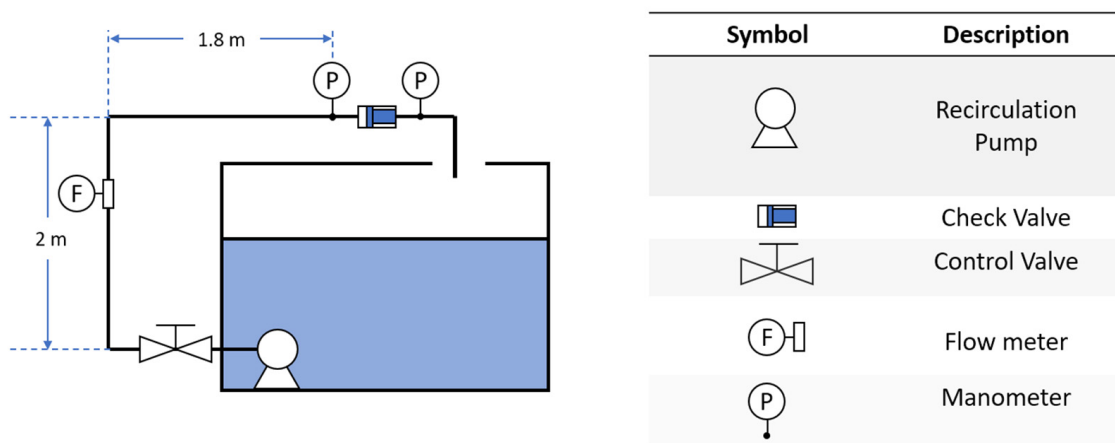 1.8 m
P
P
F
2 m
Symbol
Description
Recirculation
Pump
Check Valve
Control Valve
F
Flow meter
P
Manometer